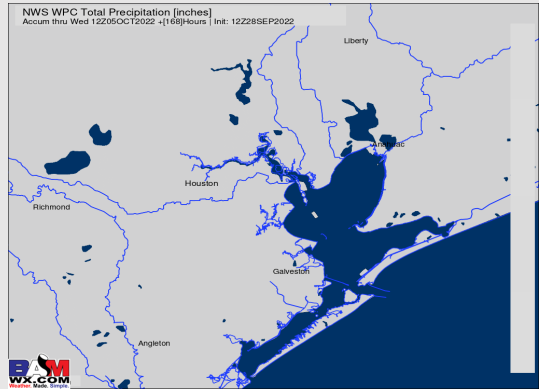 NWS WPC Total Precipitation [inches]
Accum thru Wed 12Z05OCT2022 +[168]Hours | Init: 12Z28SEP2022
Liberty
Anahuac
Houston
Richmond
Galveston
Angleton
BAM
WX.COM
Weather. Made. Simple.